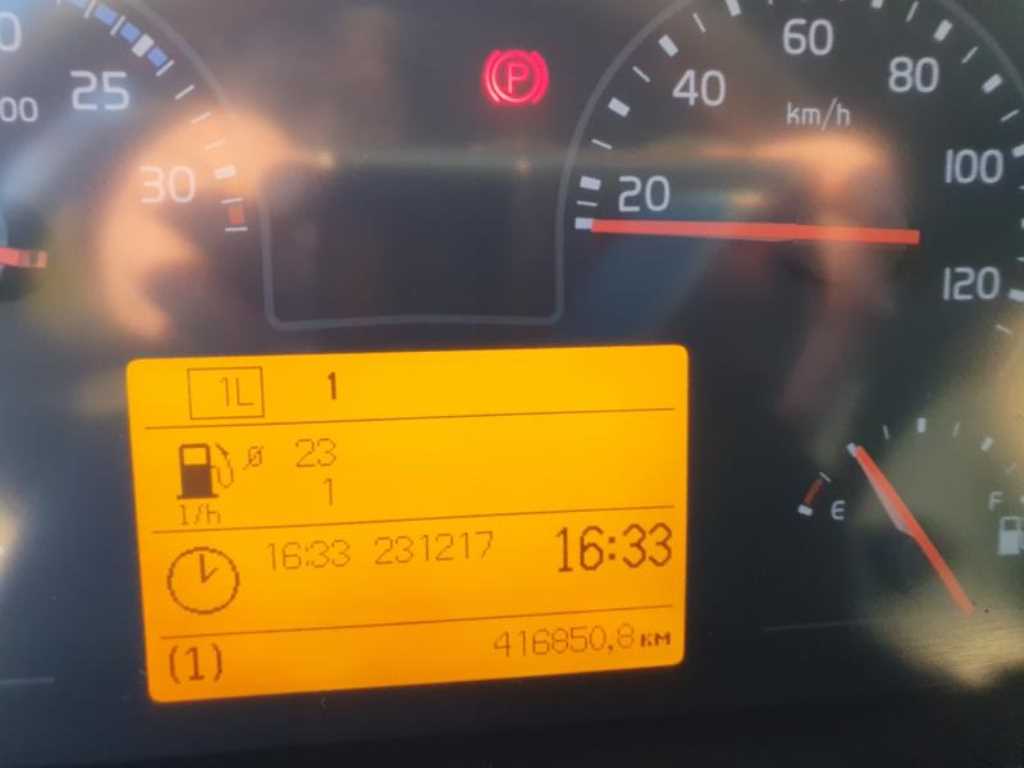 25
30
P
20
40
60
80
100
120
km/h
E
F
1L 1
ø 23
1
l/h
16:33 231217 16:33
(1) 416850,8 км